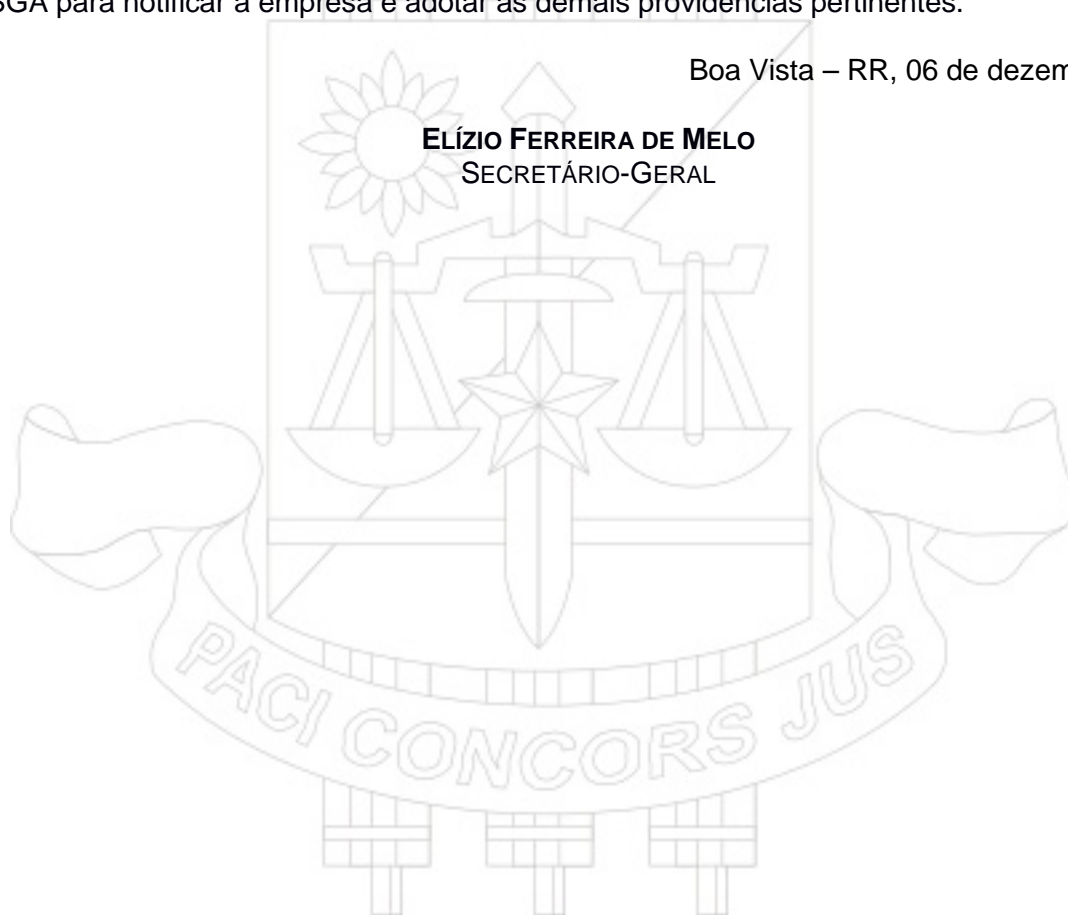 SGA para notificar a empresa e adotar as demais providências pertinentes.
Boa Vista – RR, 06 de dezem
ELÍZIO FERREIRA DE MELO
SECRETÁRIO-GERAL
PACI CONCORS JUS